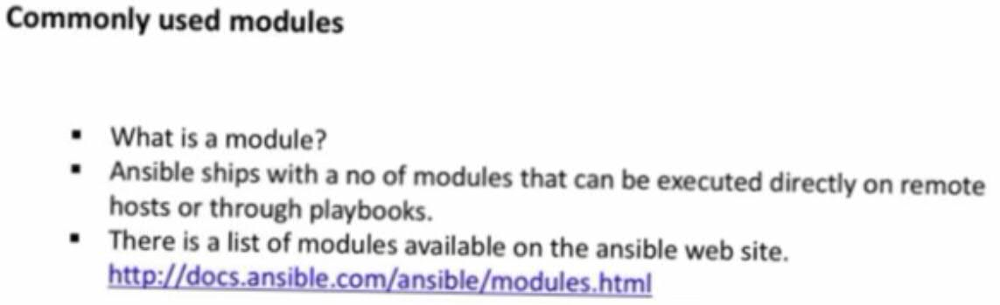 Commonly used modules
▪ What is a module?
▪ Ansible ships with a no of modules that can be executed directly on remote
hosts or through playbooks.
▪ There is a list of modules available on the ansible web site.
http://docs.ansible.com/ansible/modules.html